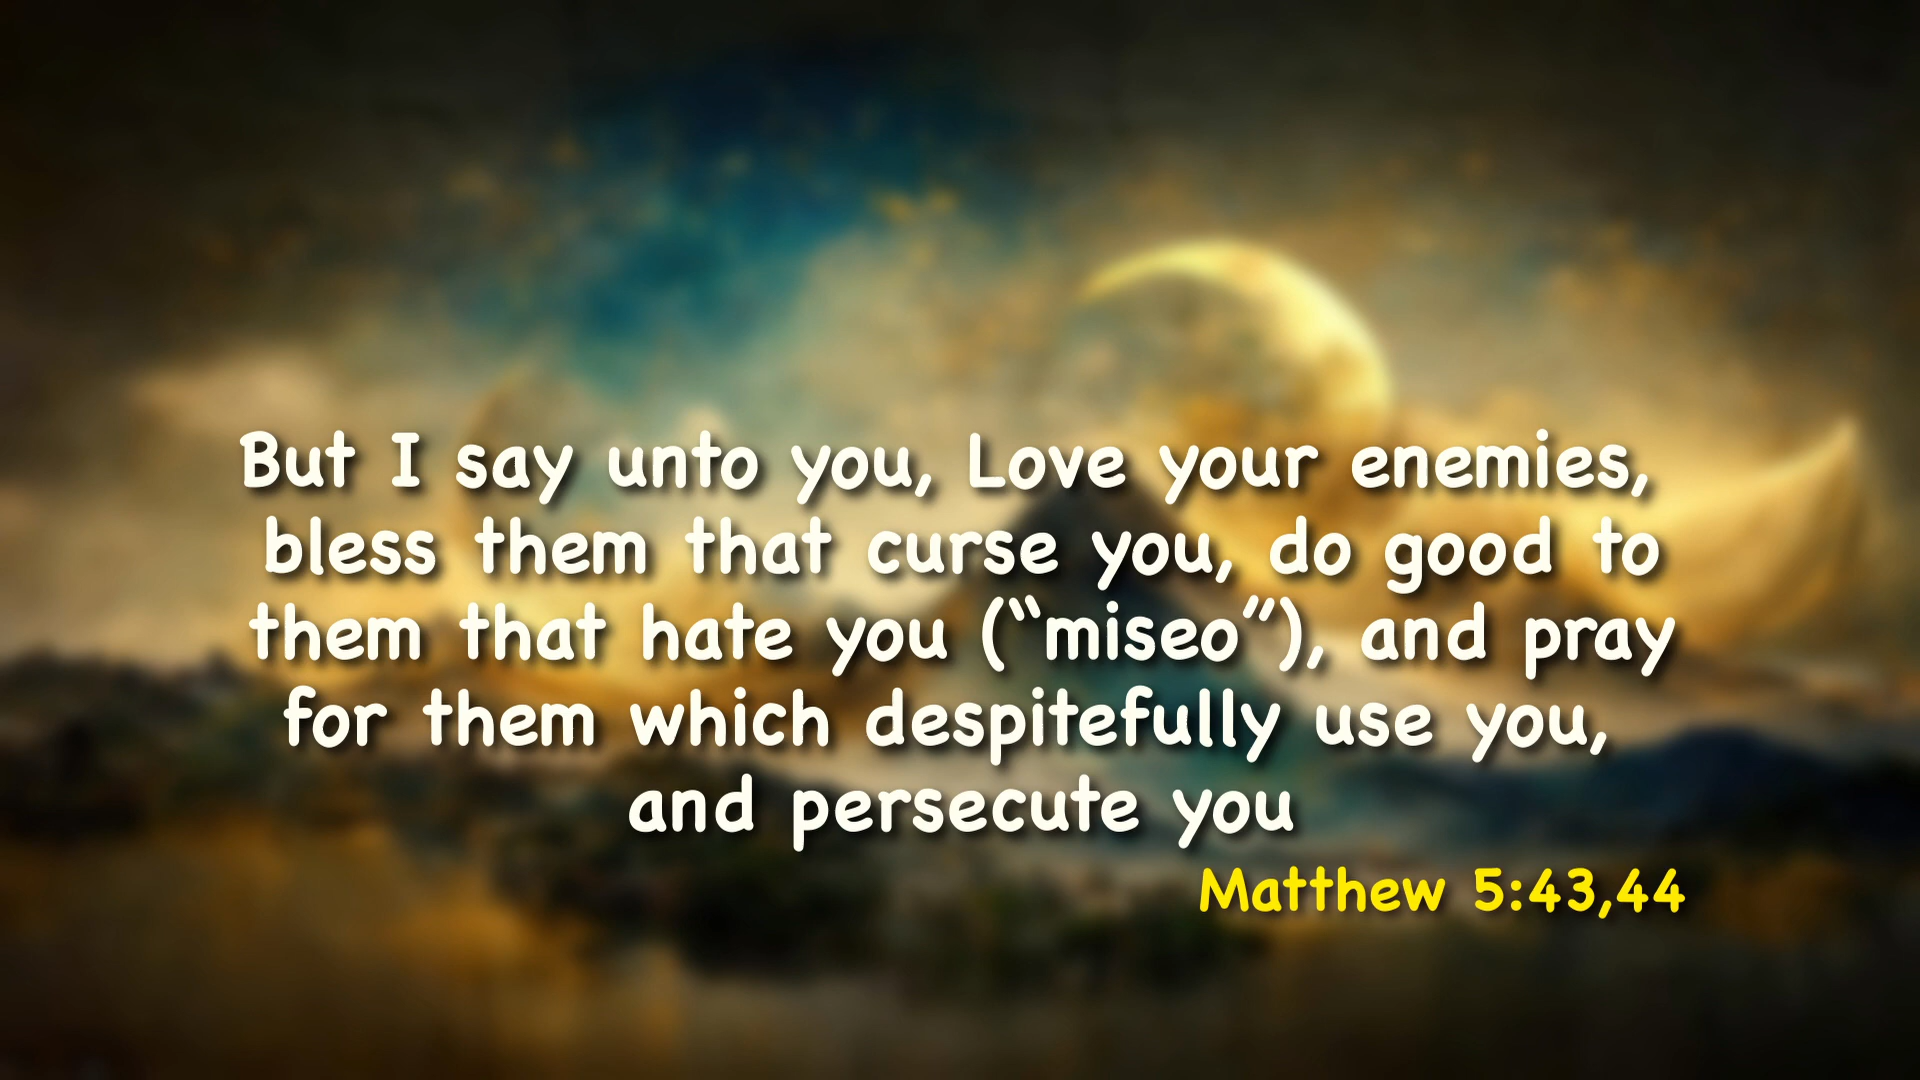 But I say unto you, Love your enemies,
bless them that curse you, do good to
them that hate you (“miseo”), and pray
for them which despitefully use you,
and persecute you
Matthew 5:43,44